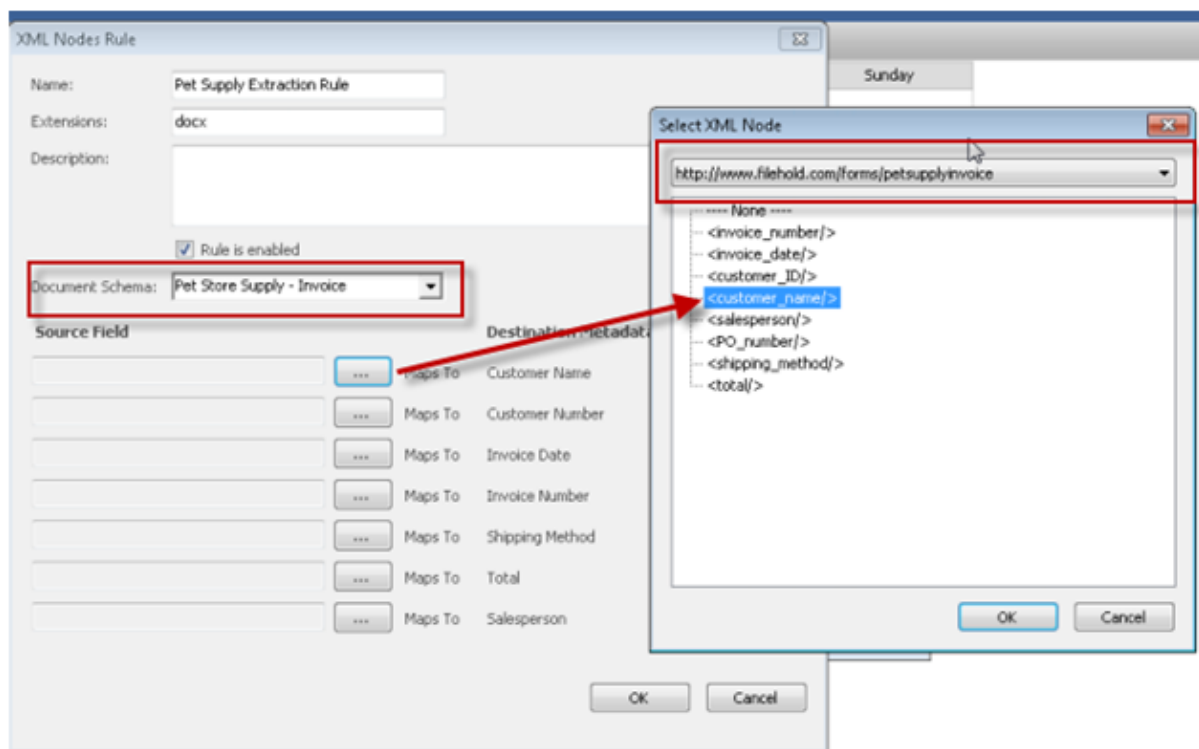 XML Nodes Rule
Name: Pet Supply Extraction Rule
Extensions: docx
Description:
Rule is enabled
Document Schema: Pet Store Supply - Invoice
Source Field Destination Metadata
... Maps To Customer Name
... Maps To Customer Number
... Maps To Invoice Date
... Maps To Invoice Number
... Maps To Shipping Method
... Maps To Total
... Maps To Salesperson
OK Cancel
Sunday
Select XML Node
http://www.filehold.com/forms/petsupplyinvoice
---- None ----
<invoice_number/>
<invoice_date/>
<customer_ID/>
<customer_name/>
<salesperson/>
<PO_number/>
<shipping_method/>
<total/>
OK Cancel